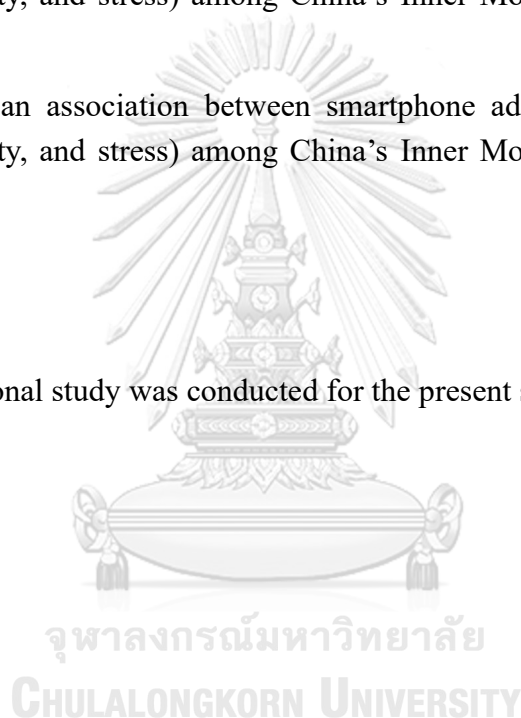 ty, and stress) among China's Inner Mo
an association between smartphone ad
ty, and stress) among China's Inner Mo
onal study was conducted for the present s
จุฬาลงกรณ์มหาวิทยาลัย
CHULALONGKORN UNIVERSITY